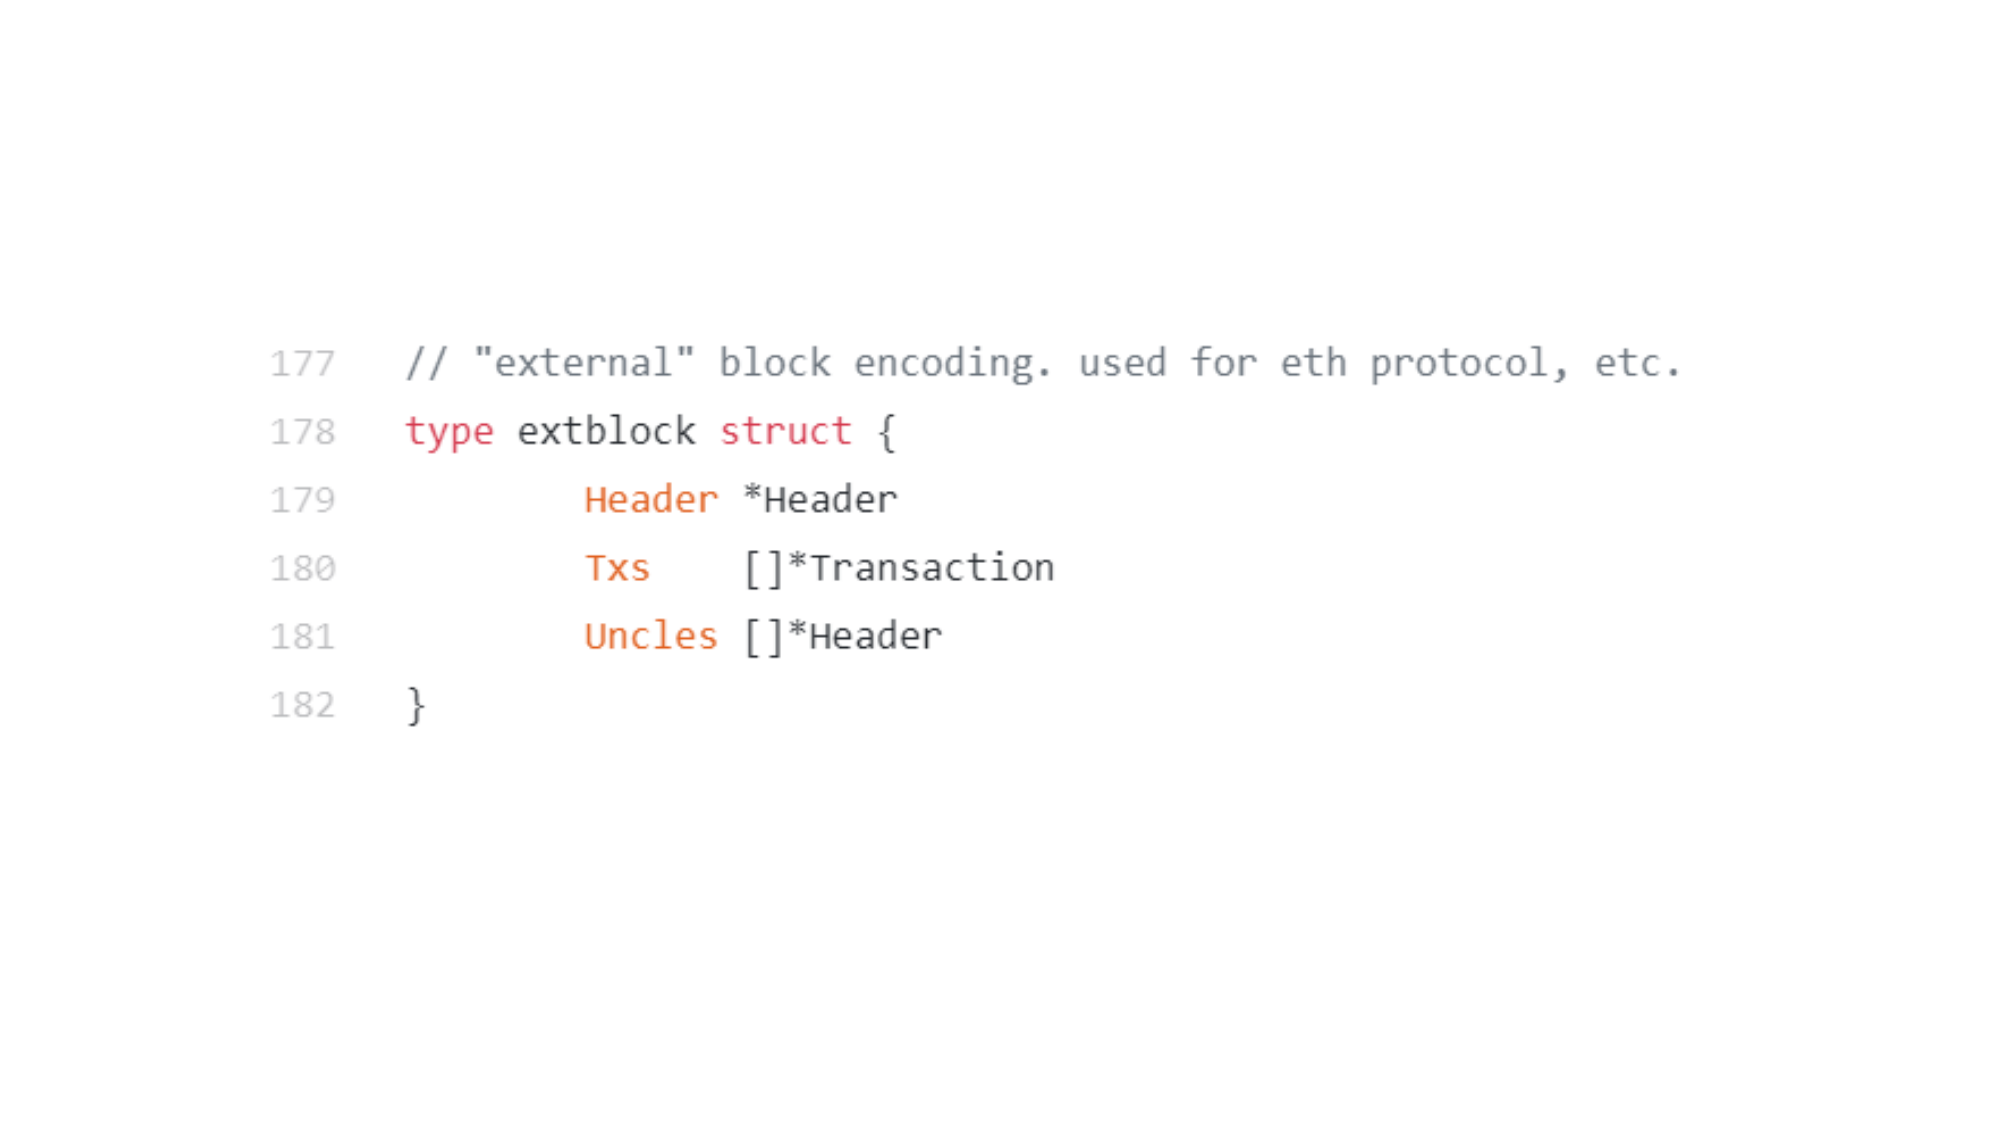 177 // "external" block encoding. used for eth protocol, etc.
178 type extblock struct {
179 Header *Header
180 Txs []*Transaction
181 Uncles []*Header
182 }